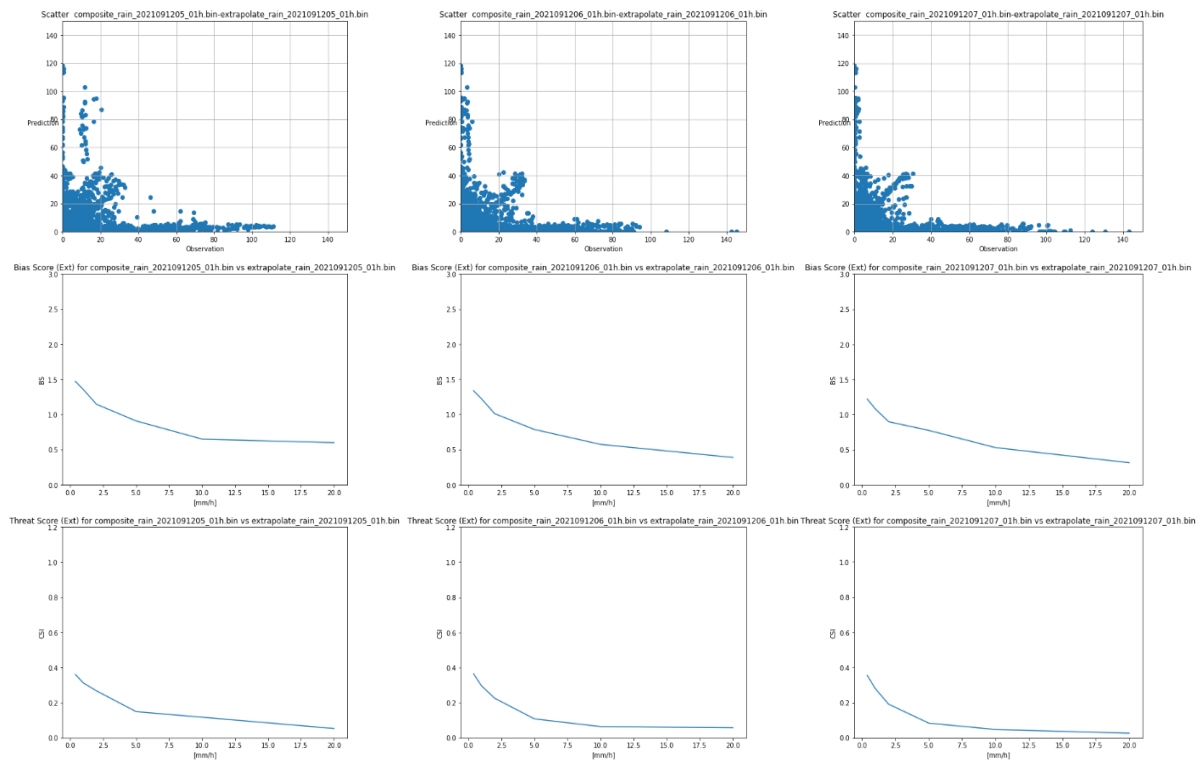 Scatter composite_rain_2021091205_01h.bin-extrapolate_rain_2021091205_01h.bin
140
120
100
80
Prediction
60
40
20
0
0 20 40 60 80 100 120 140
Observation
Scatter composite_rain_2021091206_01h.bin-extrapolate_rain_2021091206_01h.bin
140
120
100
80
Prediction
60
40
20
0
0 20 40 60 80 100 120 140
Observation
Scatter composite_rain_2021091207_01h.bin-extrapolate_rain_2021091207_01h.bin
140
120
100
80
Prediction
60
40
20
0
0 20 40 60 80 100 120 140
Observation
Bias Score (Ext) for composite_rain_2021091205_01h.bin vs extrapolate_rain_2021091205_01h.bin
3.0
2.5
2.0
1.5
BS
1.0
0.5
0.0
0.0 2.5 5.0 7.5 10.0 12.5 15.0 17.5 20.0
[mm/h]
Bias Score (Ext) for composite_rain_2021091206_01h.bin vs extrapolate_rain_2021091206_01h.bin
3.0
2.5
2.0
1.5
BS
1.0
0.5
0.0
0.0 2.5 5.0 7.5 10.0 12.5 15.0 17.5 20.0
[mm/h]
Bias Score (Ext) for composite_rain_2021091207_01h.bin vs extrapolate_rain_2021091207_01h.bin
3.0
2.5
2.0
1.5
BS
1.0
0.5
0.0
0.0 2.5 5.0 7.5 10.0 12.5 15.0 17.5 20.0
[mm/h]
Threat Score (Ext) for composite_rain_2021091205_01h.bin vs extrapolate_rain_2021091205_01h.bin
1.2
1.0
0.8
0.6
CSI
0.4
0.2
0.0
0.0 2.5 5.0 7.5 10.0 12.5 15.0 17.5 20.0
[mm/h]
Threat Score (Ext) for composite_rain_2021091206_01h.bin vs extrapolate_rain_2021091206_01h.bin
1.2
1.0
0.8
0.6
CSI
0.4
0.2
0.0
0.0 2.5 5.0 7.5 10.0 12.5 15.0 17.5 20.0
[mm/h]
Threat Score (Ext) for composite_rain_2021091207_01h.bin vs extrapolate_rain_2021091207_01h.bin
1.2
1.0
0.8
0.6
CSI
0.4
0.2
0.0
0.0 2.5 5.0 7.5 10.0 12.5 15.0 17.5 20.0
[mm/h]